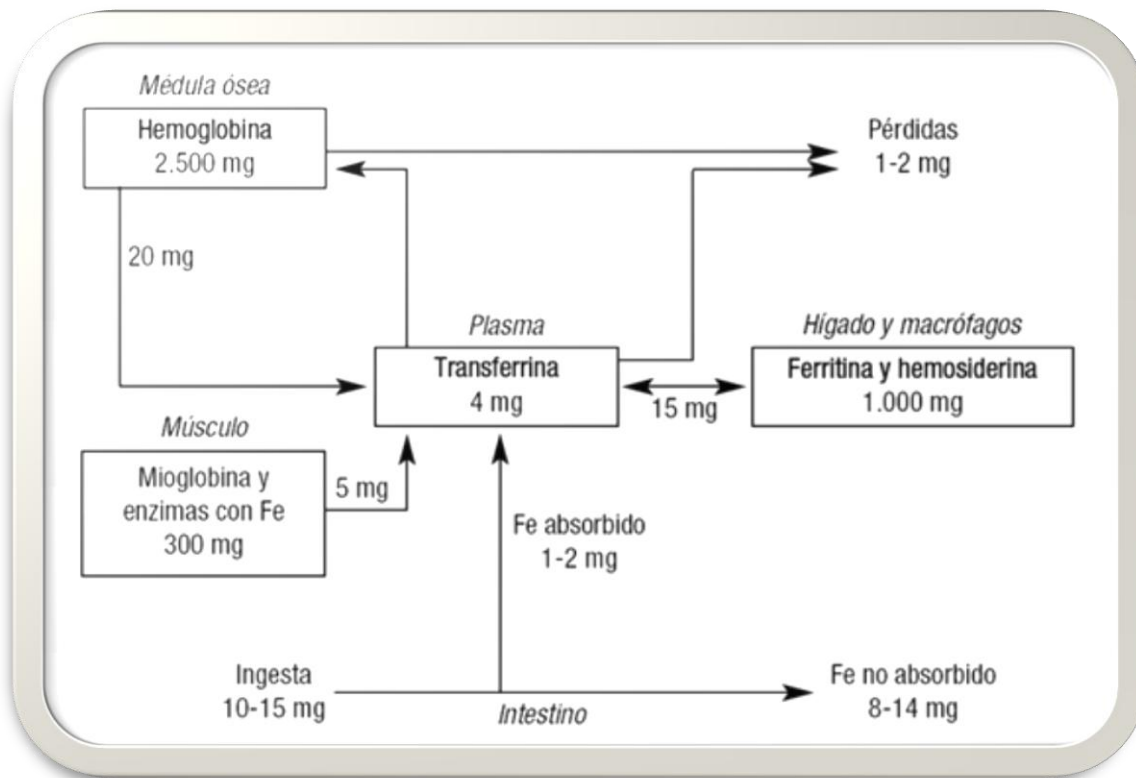 Médula ósea
Hemoglobina
2.500 mg
Pérdidas
1-2 mg
20 mg
Plasma
Transferrina
4 mg
15 mg
Hígado y macrófagos
Ferritina y hemosiderina
1.000 mg
Músculo
Mioglobina y
enzimas con Fe
300 mg
5 mg
Fe absorbido
1-2 mg
Ingesta
10-15 mg
Intestino
Fe no absorbido
8-14 mg